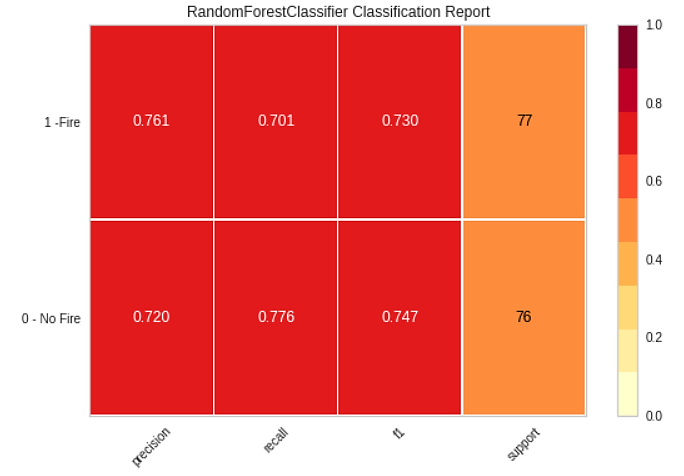 RandomForestClassifier Classification Report
1 -Fire 0.761 0.701 0.730 77
0 - No Fire 0.720 0.776 0.747 76
precision recall f1 support
1.0
0.8
0.6
0.4
0.2
0.0